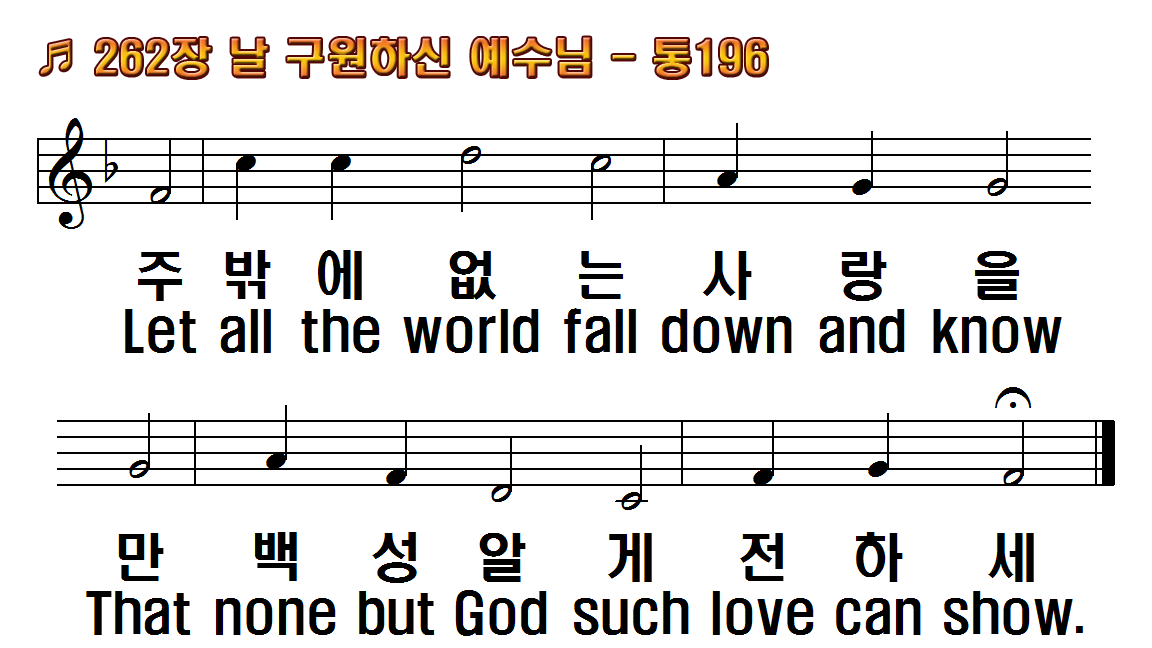 ♬ 262장 날 구원하신 예수님 - 통196
주 밖 에 없 는 사 랑 을
Let all the world fall down and know
만 백 성 알 게 전 하 세
That none but God such love can show.